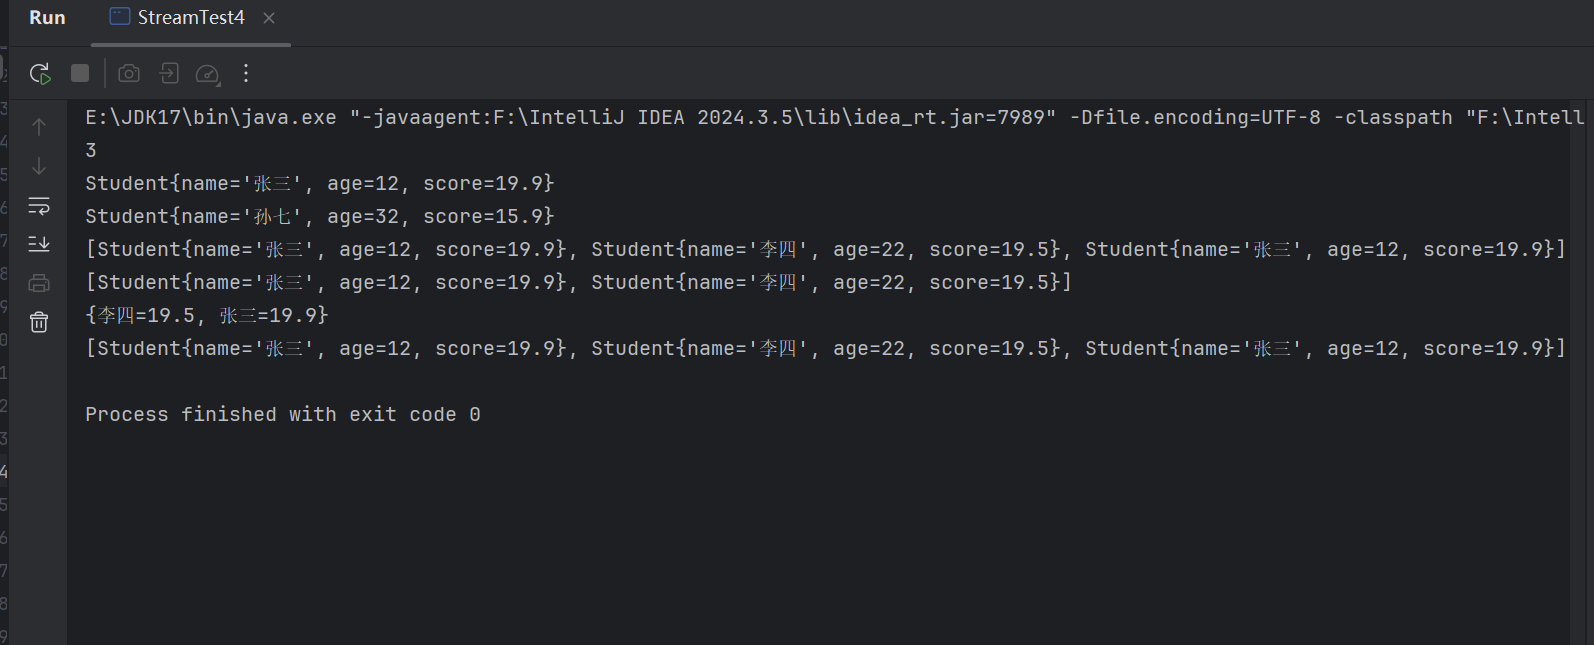 Run StreamTest4
E:\JDK17\bin\java.exe "-javaagent:F:\IntelliJ IDEA 2024.3.5\lib\idea_rt.jar=7989" -Dfile.encoding=UTF-8 -classpath "F:\Intell
3
Student{name='张三', age=12, score=19.9}
Student{name='孙七', age=32, score=15.9}
[Student{name='张三', age=12, score=19.9}, Student{name='李四', age=22, score=19.5}, Student{name='张三', age=12, score=19.9}]
[Student{name='张三', age=12, score=19.9}, Student{name='李四', age=22, score=19.5}]
{李四=19.5, 张三=19.9}
[Student{name='张三', age=12, score=19.9}, Student{name='李四', age=22, score=19.5}, Student{name='张三', age=12, score=19.9}]
Process finished with exit code 0